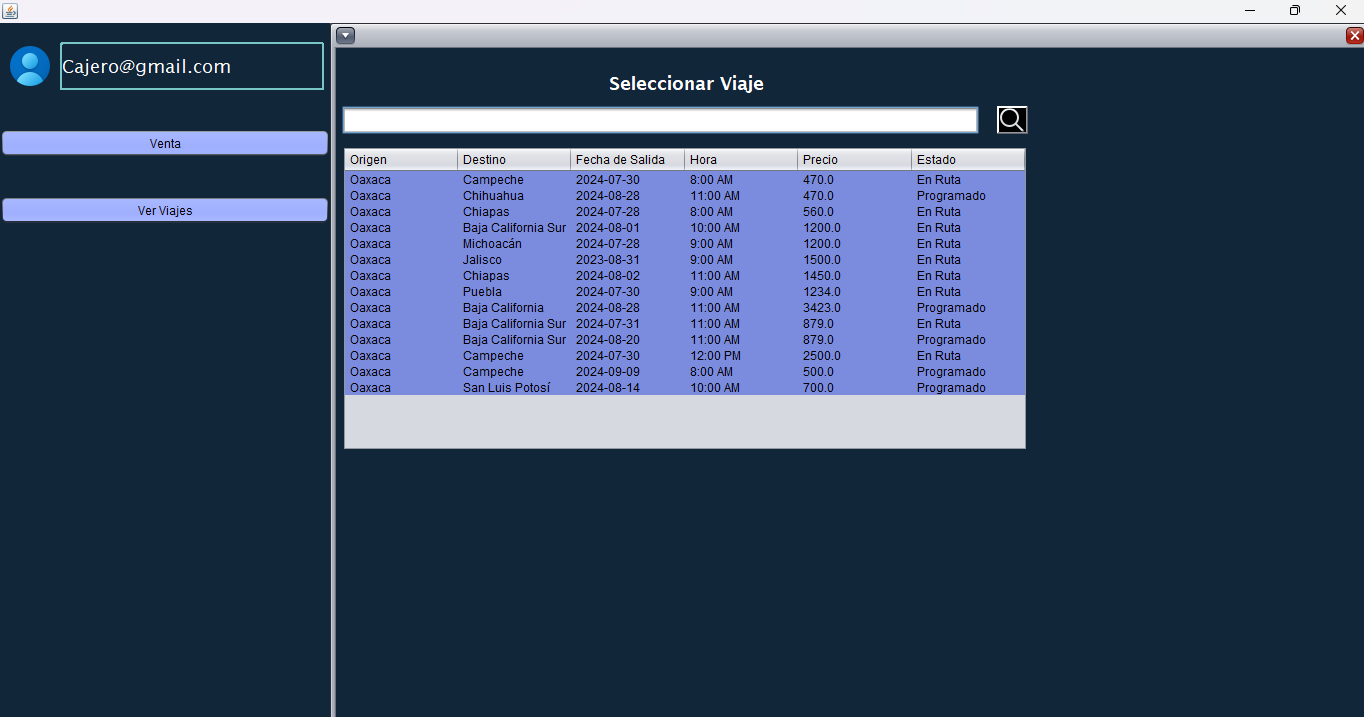 Cajero@gmail.com
Venta
Ver Viajes
Seleccionar Viaje
Origen Destino Fecha de Salida Hora Precio Estado
Oaxaca Campeche 2024-07-30 8:00 AM 470.0 En Ruta
Oaxaca Chihuahua 2024-08-28 11:00 AM 470.0 Programado
Oaxaca Chiapas 2024-07-28 8:00 AM 560.0 En Ruta
Oaxaca Baja California Sur 2024-08-01 10:00 AM 1200.0 En Ruta
Oaxaca Michoacán 2024-07-28 9:00 AM 1200.0 En Ruta
Oaxaca Jalisco 2023-08-31 9:00 AM 1500.0 En Ruta
Oaxaca Chiapas 2024-08-02 11:00 AM 1450.0 En Ruta
Oaxaca Puebla 2024-07-30 9:00 AM 1234.0 En Ruta
Oaxaca Baja California 2024-08-28 11:00 AM 3423.0 Programado
Oaxaca Baja California Sur 2024-07-31 11:00 AM 879.0 En Ruta
Oaxaca Baja California Sur 2024-08-20 11:00 AM 879.0 Programado
Oaxaca Campeche 2024-07-30 12:00 PM 2500.0 En Ruta
Oaxaca Campeche 2024-09-09 8:00 AM 500.0 Programado
Oaxaca San Luis Potosí 2024-08-14 10:00 AM 700.0 Programado